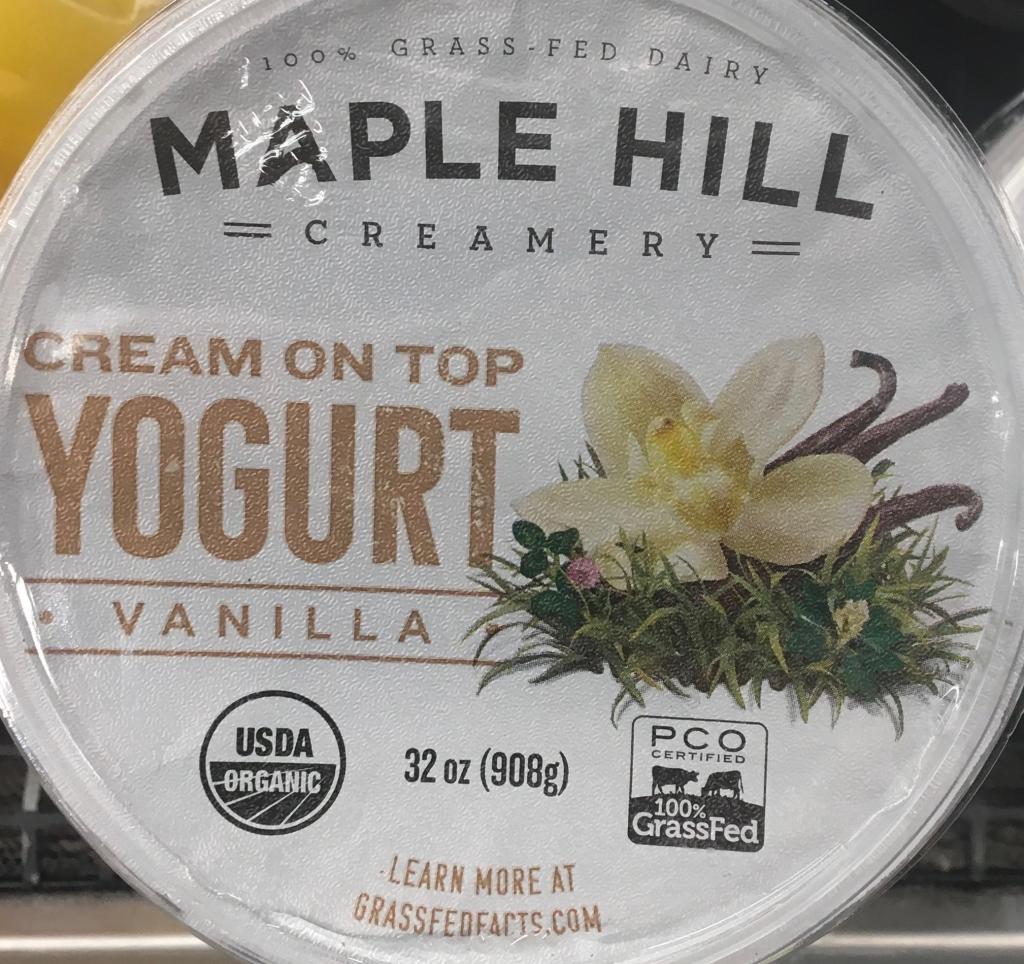 100% GRASS-FED DAIRY
MAPLE HILL
CREAMERY
CREAM ON TOP
YOGURT
• VANILLA •
USDA
ORGANIC
32 oz (908g)
PCO
CERTIFIED
100%
GrassFed
LEARN MORE AT
GRASSFEDFACTS.COM